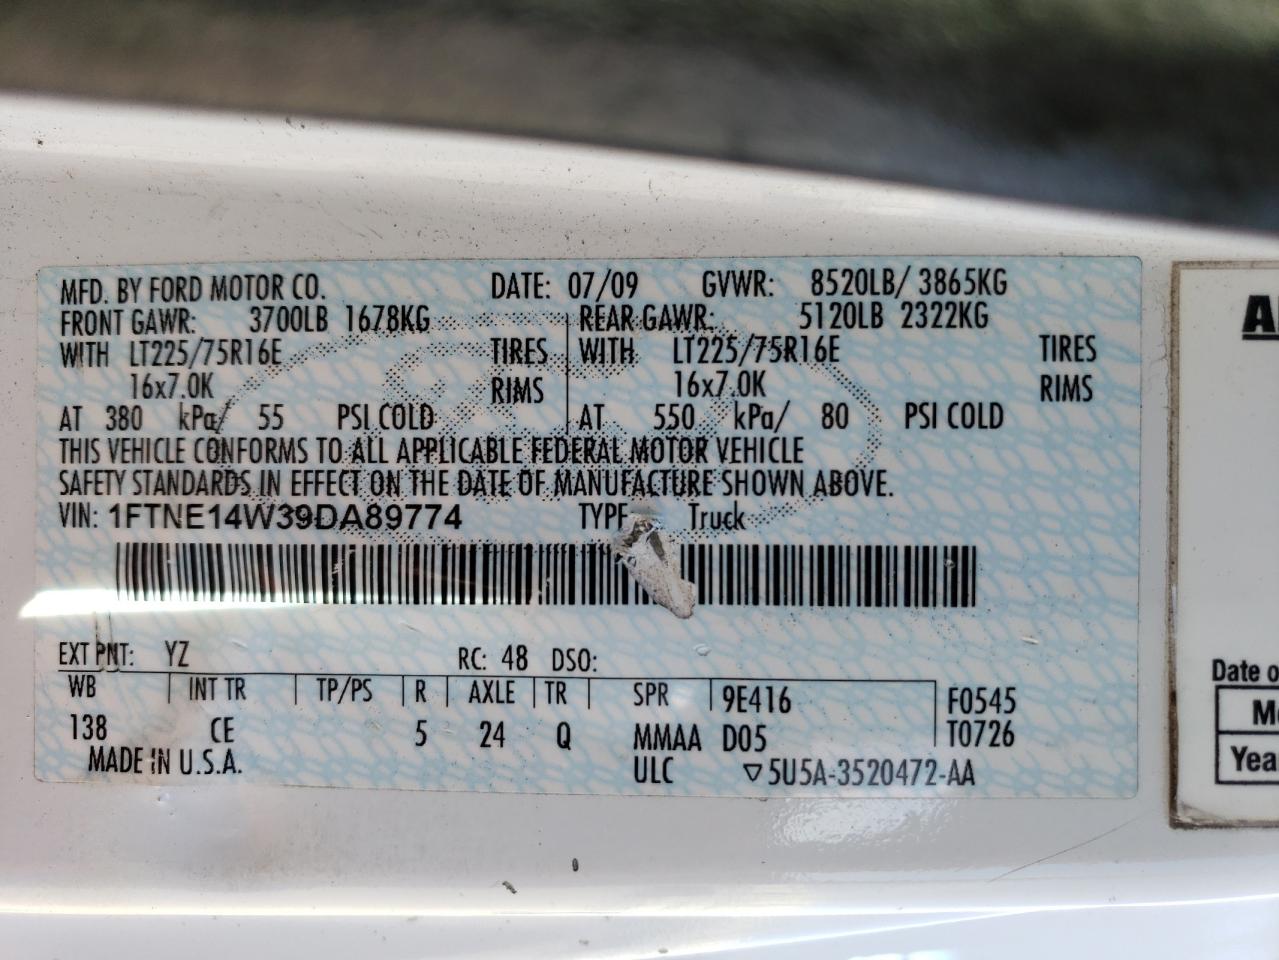 MFD. BY FORD MOTOR CO. DATE: 07/09 GVWR: 8520LB/ 3865KG
FRONT GAWR: 3700LB 1678KG REAR GAWR: 5120LB 2322KG
WITH LT225/75R16E TIRES WITH LT225/75R16E TIRES
16x7.0K RIMS 16x7.0K RIMS
AT 380 kPa/ 55 PSI COLD AT 550 kPa/ 80 PSI COLD
THIS VEHICLE CONFORMS TO ALL APPLICABLE FEDERAL MOTOR VEHICLE
SAFETY STANDARDS IN EFFECT ON THE DATE OF MANUFACTURE SHOWN ABOVE.
VIN: 1FTNE14W39DA89774 TYPE Truck
EXT PNT: YZ RC: 48 DSO:
WB INT TR TP/PS R AXLE TR SPR 9E416 F0545
138 CE 5 24 Q MMAA D05 T0726
MADE IN U.S.A. ULC ▽5U5A-3520472-AA
Date o
Yea